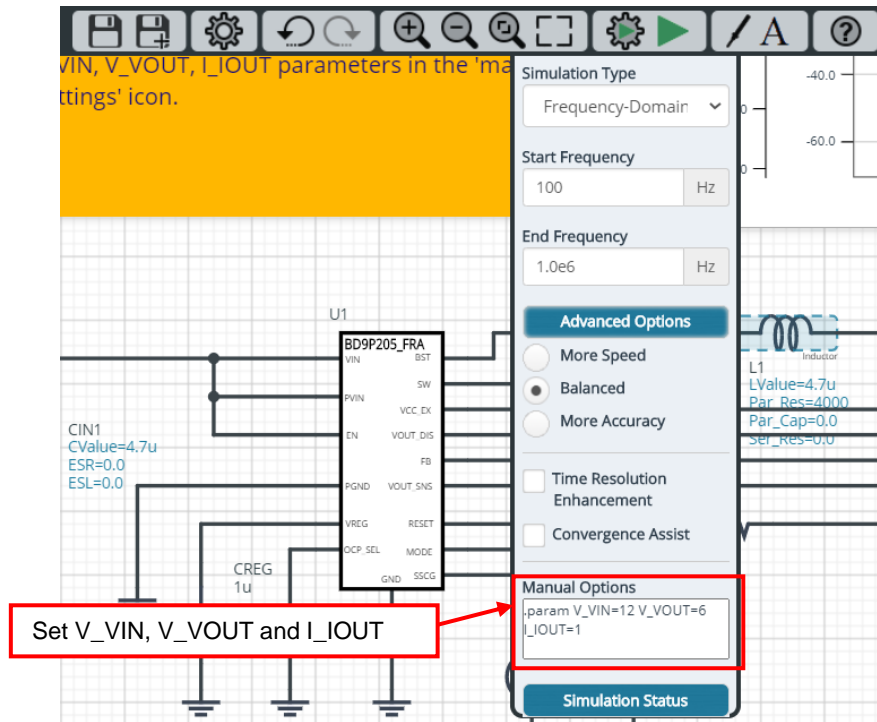 A
?
VIN, V_VOUT, I_IOUT parameters in the 'ma
ttings' icon.
Simulation Type
Frequency-Domain
Start Frequency
100
Hz
End Frequency
1.0e6
Hz
Advanced Options
More Speed
Balanced
More Accuracy
Time Resolution
Enhancement
Convergence Assist
Manual Options
.param V_VIN=12 V_VOUT=6
I_IOUT=1
Simulation Status
-40.0
-60.0
U1
BD9P205_FRA
VIN
BST
SW
PVIN
VCC_EX
EN
VOUT_DIS
FB
PGND
VOUT_SNS
VREG
RESET
OCP_SEL
MODE
GND
SSCG
CIN1
CValue=4.7u
ESR=0.0
ESL=0.0
CREG
1u
Inductor
L1
LValue=4.7u
Par_Res=4000
Par_Cap=0.0
Ser_Res=0.0
Set V_VIN, V_VOUT and I_IOUT